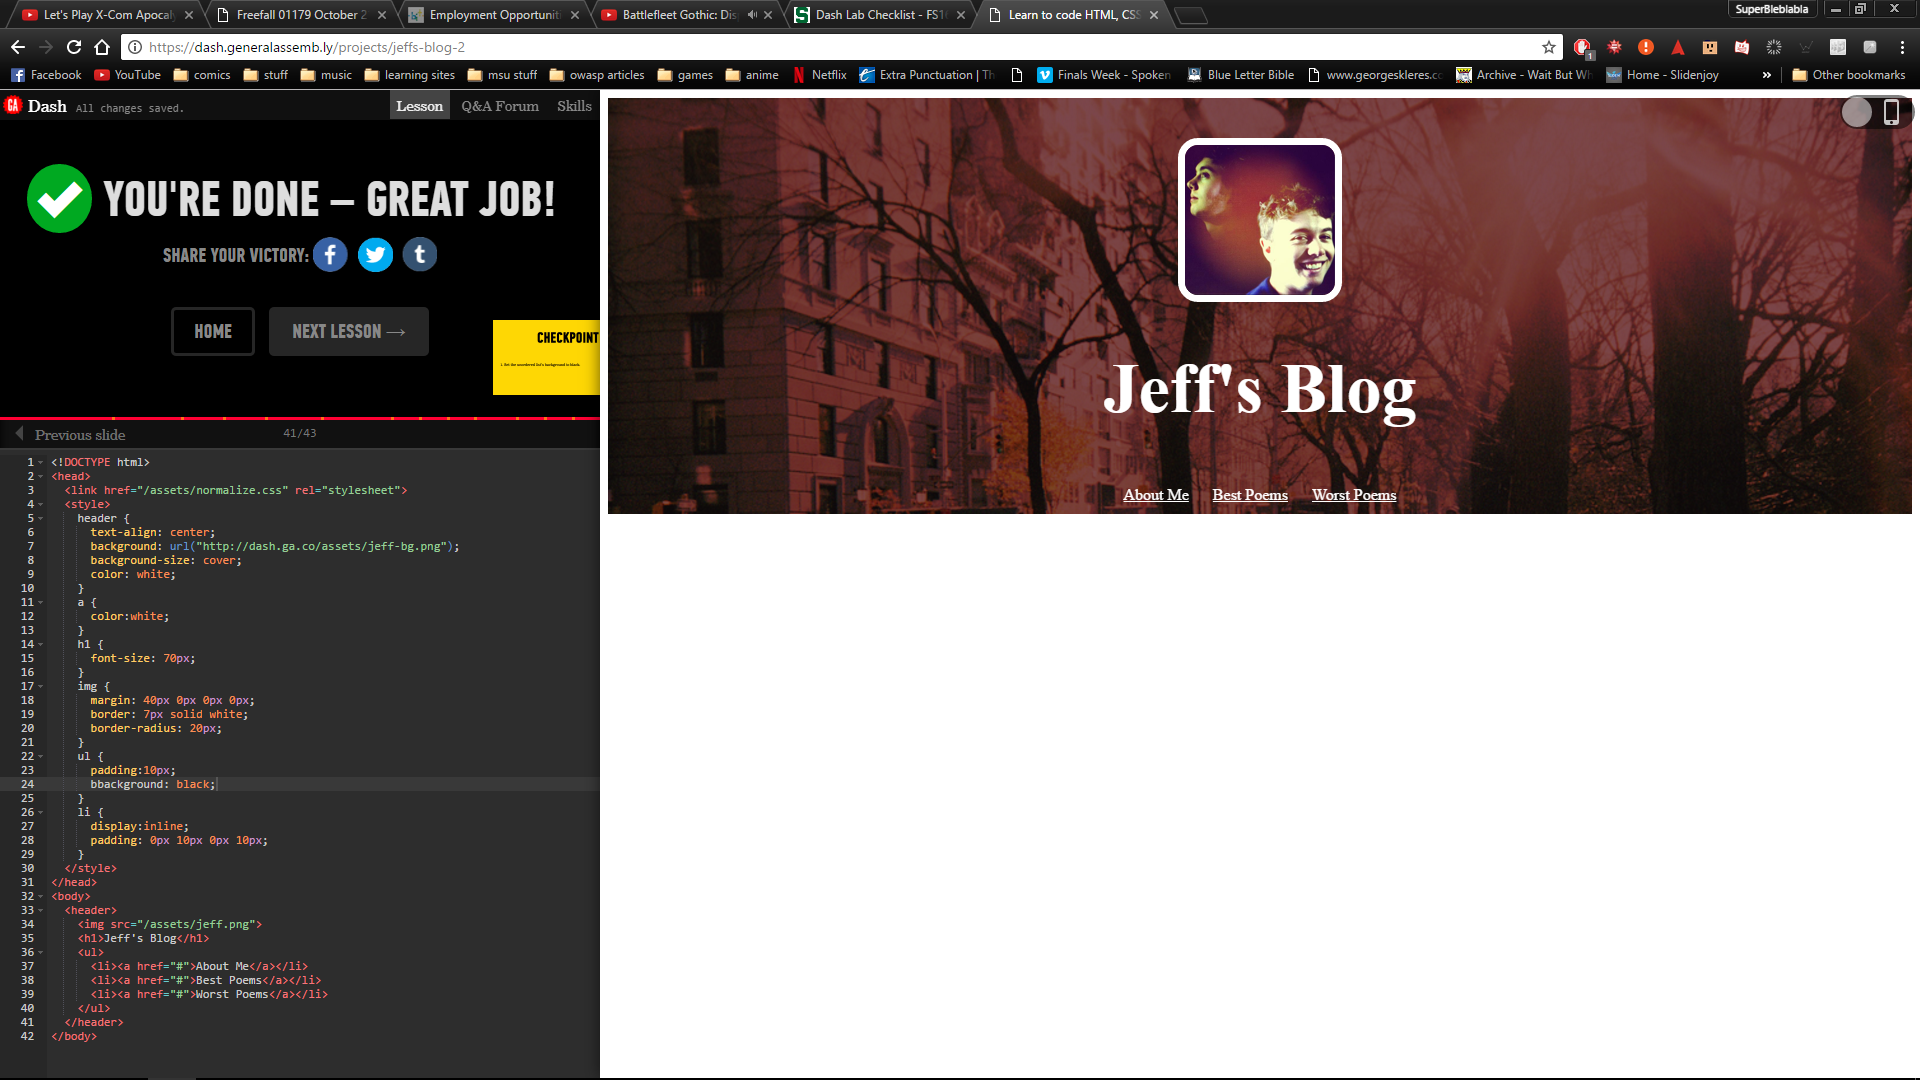 Let's Play X-Com Apocaly
Freefall 01179 October 2
Employment Opportunit
Battlefleet Gothic: Dis
Dash Lab Checklist - FS1
Learn to code HTML, CSS
SuperBleblabla
https://dash.generalassemb.ly/projects/jeffs-blog-2
1
Facebook
YouTube
comics
stuff
music
learning sites
msu stuff
owasp articles
games
anime
Netflix
Extra Punctuation | Th
Finals Week - Spoken
Blue Letter Bible
www.georgeskleres.co
Archive - Wait But Wh
Home - Slidenjoy
»
Other bookmarks
GA
Dash
All changes saved.
Lesson
Q&A Forum
Skills
YOU'RE DONE — GREAT JOB!
SHARE YOUR VICTORY:
HOME
NEXT LESSON →
CHECKPOINT
1. Set the unordered list's background to black.
Previous slide
41/43
1 <!DOCTYPE html>
2 <head>
3 <link href="/assets/normalize.css" rel="stylesheet">
4 <style>
5 header {
6 text-align: center;
7 background: url("http://dash.ga.co/assets/jeff-bg.png");
8 background-size: cover;
9 color: white;
10 }
11 a {
12 color:white;
13 }
14 h1 {
15 font-size: 70px;
16 }
17 img {
18 margin: 40px 0px 0px 0px;
19 border: 7px solid white;
20 border-radius: 20px;
21 }
22 ul {
23 padding:10px;
24 bbackground: black;
25 }
26 li {
27 display:inline;
28 padding: 0px 10px 0px 10px;
29 }
30 </style>
31 </head>
32 <body>
33 <header>
34 <img src="/assets/jeff.png">
35 <h1>Jeff's Blog</h1>
36 <ul>
37 <li><a href="#">About Me</a></li>
38 <li><a href="#">Best Poems</a></li>
39 <li><a href="#">Worst Poems</a></li>
40 </ul>
41 </header>
42 </body>
Jeff's Blog
About Me
Best Poems
Worst Poems